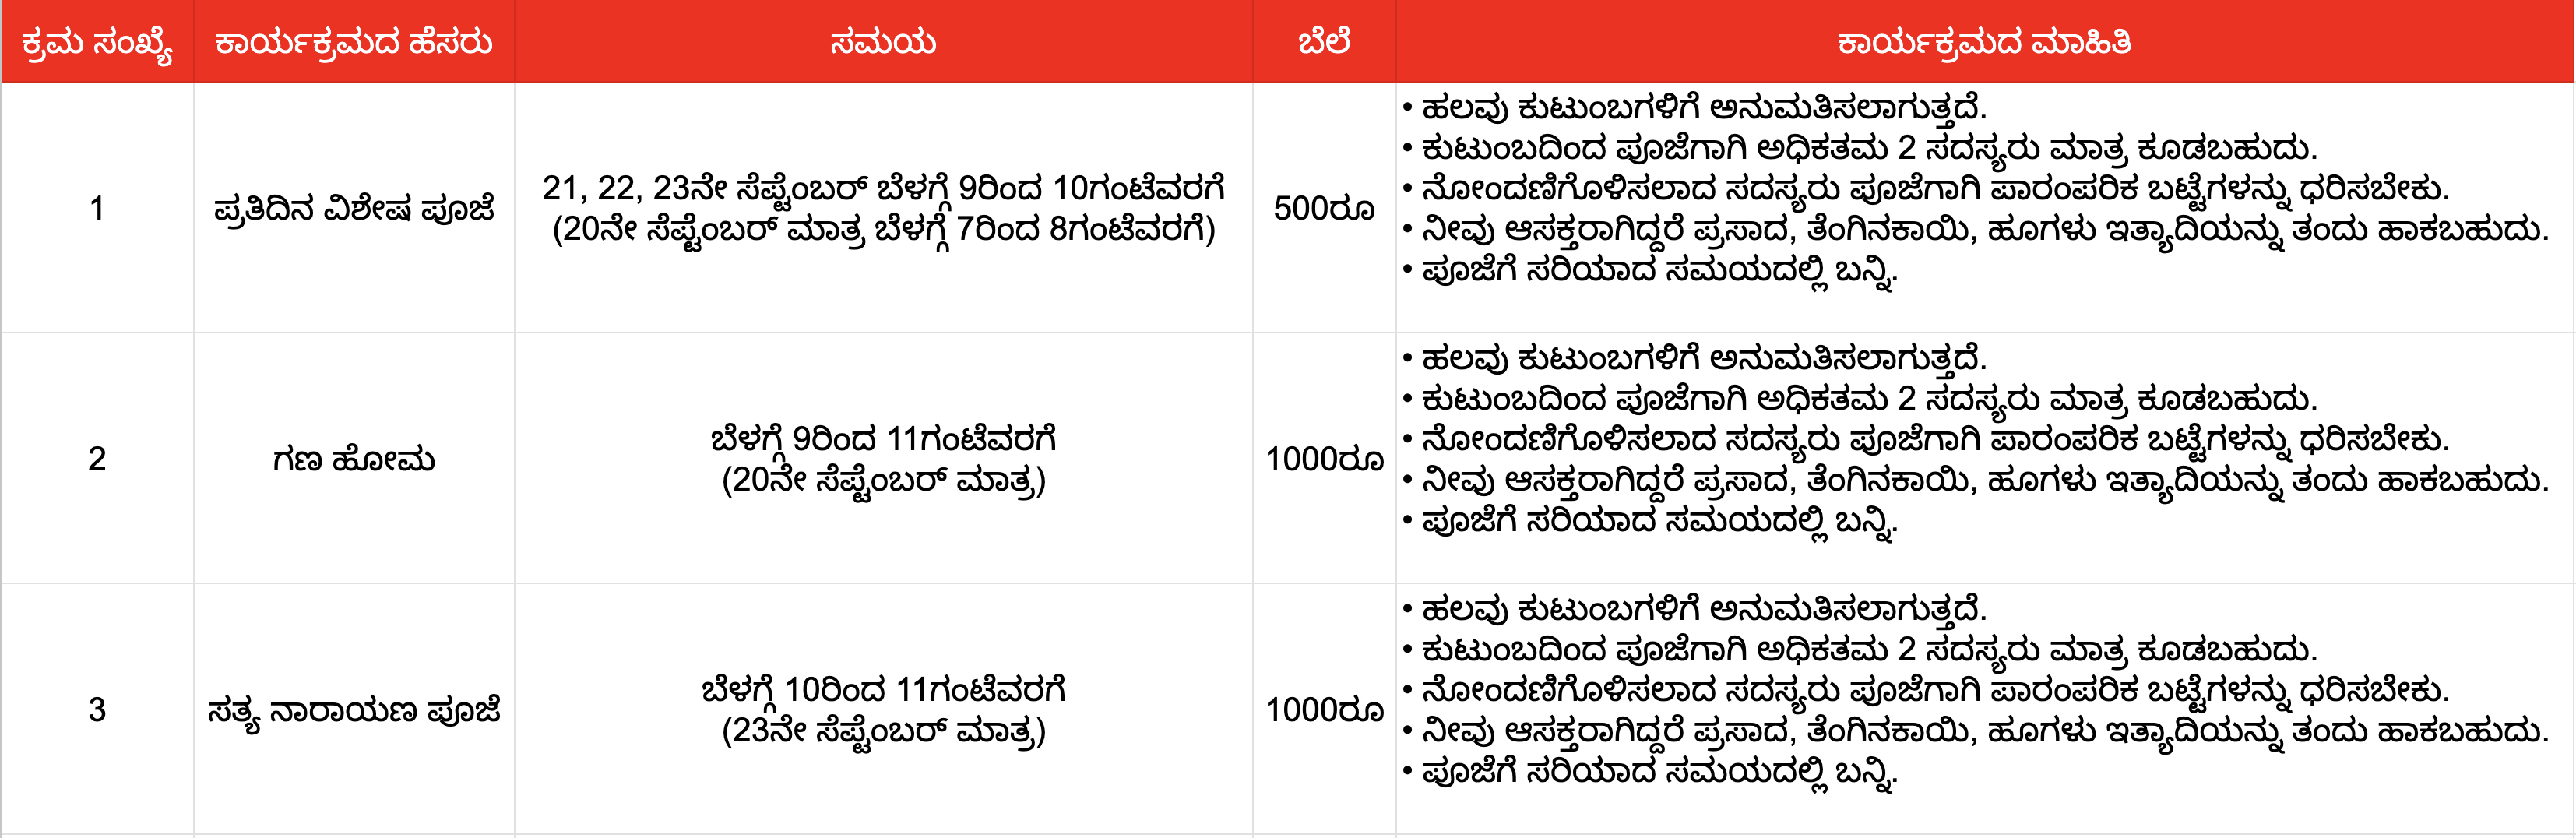 ಕ್ರಮ ಸಂಖ್ಯೆ ಕಾರ್ಯಕ್ರಮದ ಹೆಸರು ಸಮಯ ಬೆಲೆ ಕಾರ್ಯಕ್ರಮದ ಮಾಹಿತಿ
1
ಪ್ರತಿದಿನ ವಿಶೇಷ ಪೂಜೆ
21, 22, 23ನೇ ಸೆಪ್ಟೆಂಬರ್ ಬೆಳಗ್ಗೆ 9ರಿಂದ 10ಗಂಟೆವರಗೆ
(20ನೇ ಸೆಪ್ಟೆಂಬರ್ ಮಾತ್ರ ಬೆಳಗ್ಗೆ 7ರಿಂದ 8ಗಂಟೆವರಗೆ)
500ರೂ
• ಹಲವು ಕುಟುಂಬಗಳಿಗೆ ಅನುಮತಿಸಲಾಗುತ್ತದೆ.
• ಕುಟುಂಬದಿಂದ ಪೂಜೆಗಾಗಿ ಅಧಿಕತಮ 2 ಸದಸ್ಯರು ಮಾತ್ರ ಕೂಡಬಹುದು.
• ನೋಂದಣಿಗೊಳಿಸಲಾದ ಸದಸ್ಯರು ಪೂಜೆಗಾಗಿ ಪಾರಂಪರಿಕ ಬಟ್ಟೆಗಳನ್ನು ಧರಿಸಬೇಕು.
• ನೀವು ಆಸಕ್ತರಾಗಿದ್ದರೆ ಪ್ರಸಾದ, ತೆಂಗಿನಕಾಯಿ, ಹೂಗಳು ಇತ್ಯಾದಿಯನ್ನು ತಂದು ಹಾಕಬಹುದು.
• ಪೂಜೆಗೆ ಸರಿಯಾದ ಸಮಯದಲ್ಲಿ ಬನ್ನಿ.
2
ಗಣ ಹೋಮ
ಬೆಳಗ್ಗೆ 9ರಿಂದ 11ಗಂಟೆವರಗೆ
(20ನೇ ಸೆಪ್ಟೆಂಬರ್ ಮಾತ್ರ)
1000ರೂ
• ಹಲವು ಕುಟುಂಬಗಳಿಗೆ ಅನುಮತಿಸಲಾಗುತ್ತದೆ.
• ಕುಟುಂಬದಿಂದ ಪೂಜೆಗಾಗಿ ಅಧಿಕತಮ 2 ಸದಸ್ಯರು ಮಾತ್ರ ಕೂಡಬಹುದು.
• ನೋಂದಣಿಗೊಳಿಸಲಾದ ಸದಸ್ಯರು ಪೂಜೆಗಾಗಿ ಪಾರಂಪರಿಕ ಬಟ್ಟೆಗಳನ್ನು ಧರಿಸಬೇಕು.
• ನೀವು ಆಸಕ್ತರಾಗಿದ್ದರೆ ಪ್ರಸಾದ, ತೆಂಗಿನಕಾಯಿ, ಹೂಗಳು ಇತ್ಯಾದಿಯನ್ನು ತಂದು ಹಾಕಬಹುದು.
• ಪೂಜೆಗೆ ಸರಿಯಾದ ಸಮಯದಲ್ಲಿ ಬನ್ನಿ.
3
ಸತ್ಯ ನಾರಾಯಣ ಪೂಜೆ
ಬೆಳಗ್ಗೆ 10ರಿಂದ 11ಗಂಟೆವರಗೆ
(23ನೇ ಸೆಪ್ಟೆಂಬರ್ ಮಾತ್ರ)
1000ರೂ
• ಹಲವು ಕುಟುಂಬಗಳಿಗೆ ಅನುಮತಿಸಲಾಗುತ್ತದೆ.
• ಕುಟುಂಬದಿಂದ ಪೂಜೆಗಾಗಿ ಅಧಿಕತಮ 2 ಸದಸ್ಯರು ಮಾತ್ರ ಕೂಡಬಹುದು.
• ನೋಂದಣಿಗೊಳಿಸಲಾದ ಸದಸ್ಯರು ಪೂಜೆಗಾಗಿ ಪಾರಂಪರಿಕ ಬಟ್ಟೆಗಳನ್ನು ಧರಿಸಬೇಕು.
• ನೀವು ಆಸಕ್ತರಾಗಿದ್ದರೆ ಪ್ರಸಾದ, ತೆಂಗಿನಕಾಯಿ, ಹೂಗಳು ಇತ್ಯಾದಿಯನ್ನು ತಂದು ಹಾಕಬಹುದು.
• ಪೂಜೆಗೆ ಸರಿಯಾದ ಸಮಯದಲ್ಲಿ ಬನ್ನಿ.